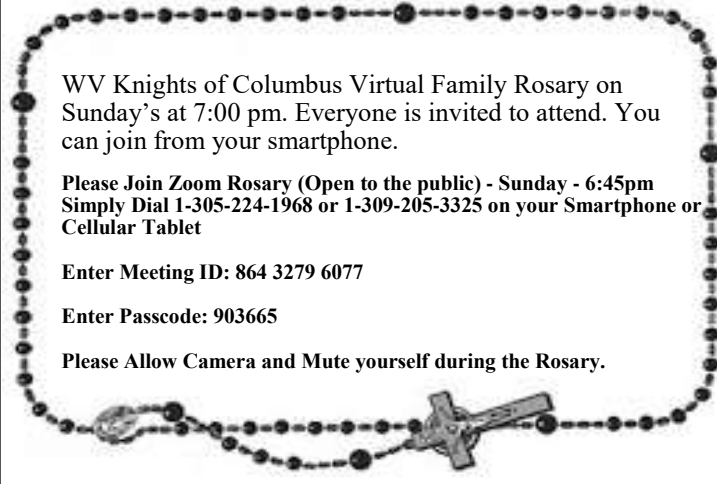 WV Knights of Columbus Virtual Family Rosary on
Sunday's at 7:00 pm. Everyone is invited to attend. You
can join from your smartphone.
Please Join Zoom Rosary (Open to the public) - Sunday - 6:45pm
Simply Dial 1-305-224-1968 or 1-309-205-3325 on your Smartphone or
Cellular Tablet
Enter Meeting ID: 864 3279 6077
Enter Passcode: 903665
Please Allow Camera and Mute yourself during the Rosary.